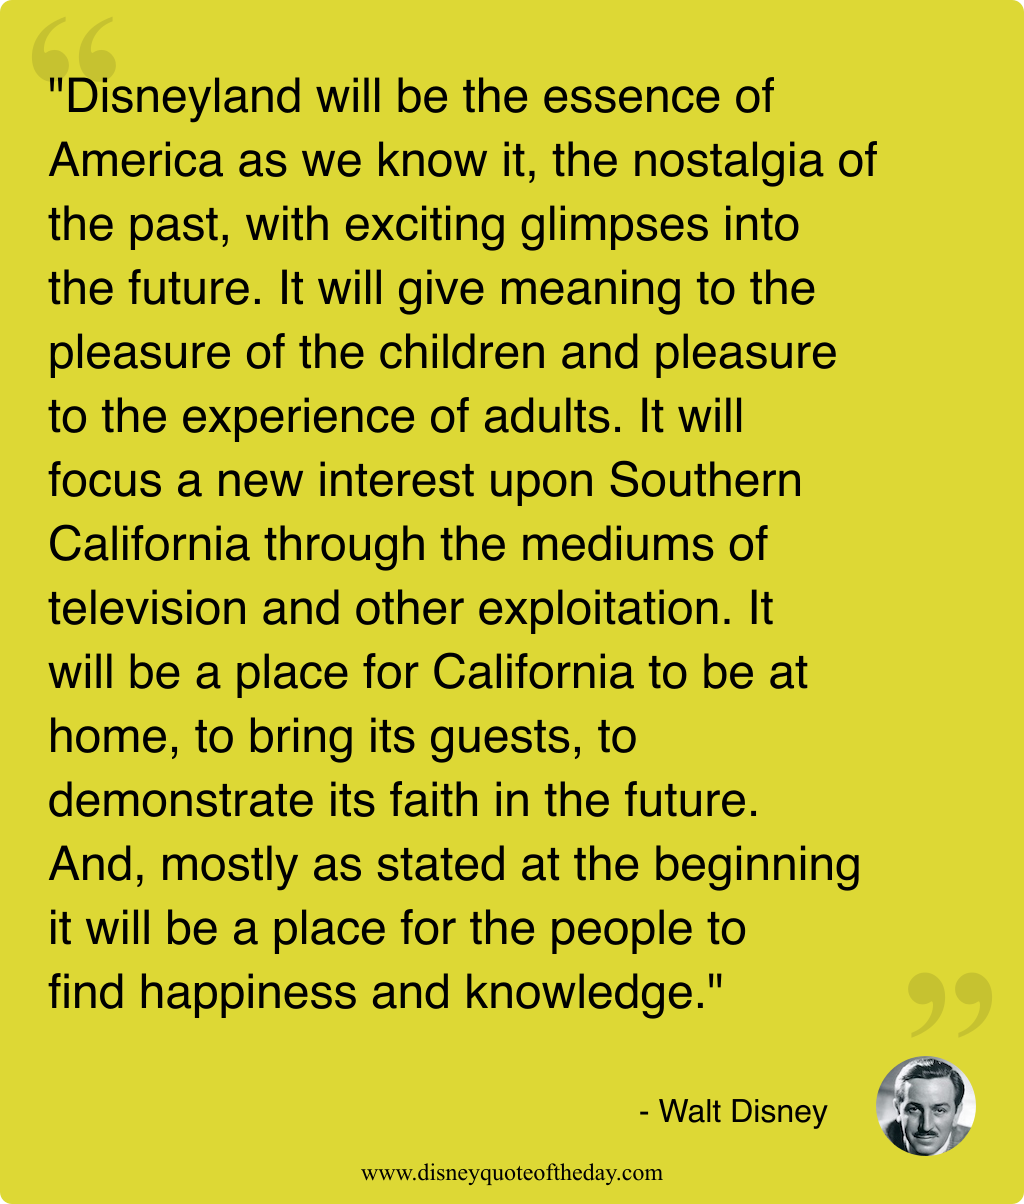 "Disneyland will be the essence of
America as we know it, the nostalgia of
the past, with exciting glimpses into
the future. It will give meaning to the
pleasure of the children and pleasure
to the experience of adults. It will
focus a new interest upon Southern
California through the mediums of
television and other exploitation. It
will be a place for California to be at
home, to bring its guests, to
demonstrate its faith in the future.
And, mostly as stated at the beginning
it will be a place for the people to
find happiness and knowledge."
- Walt Disney
www.disneyquoteoftheday.com